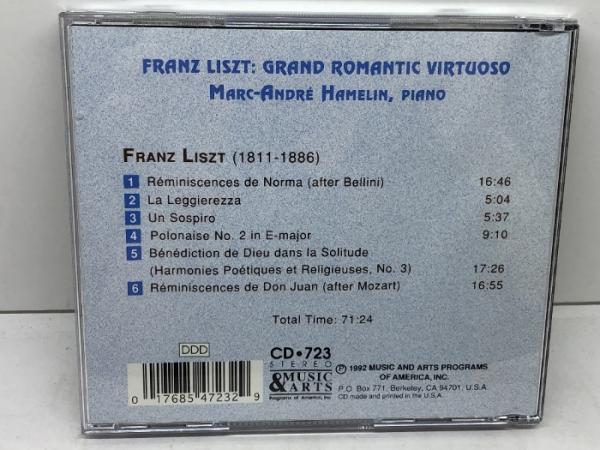 FRANZ LISZT: GRAND ROMANTIC VIRTUOSO
MARC-ANDRÉ HAMELIN, PIANO
FRANZ LISZT (1811-1886)
1 Réminiscences de Norma (after Bellini) 16:46
2 La Leggierezza 5:04
3 Un Sospiro 5:37
4 Polonaise No. 2 in E-major 9:10
5 Bénédiction de Dieu dans la Solitude
(Harmonies Poétiques et Religieuses, No. 3) 17:26
6 Réminiscences de Don Juan (after Mozart) 16:55
Total Time: 71:24
DDD
CD•723
STEREO
MUSIC
& ARTS
Programs of America, Inc.
℗ 1992 MUSIC AND ARTS PROGRAMS
OF AMERICA, INC.
P.O. Box 771, Berkeley, CA 94701, U.S.A.
CD made and printed in the U.S.A.
0 17685 47232 9